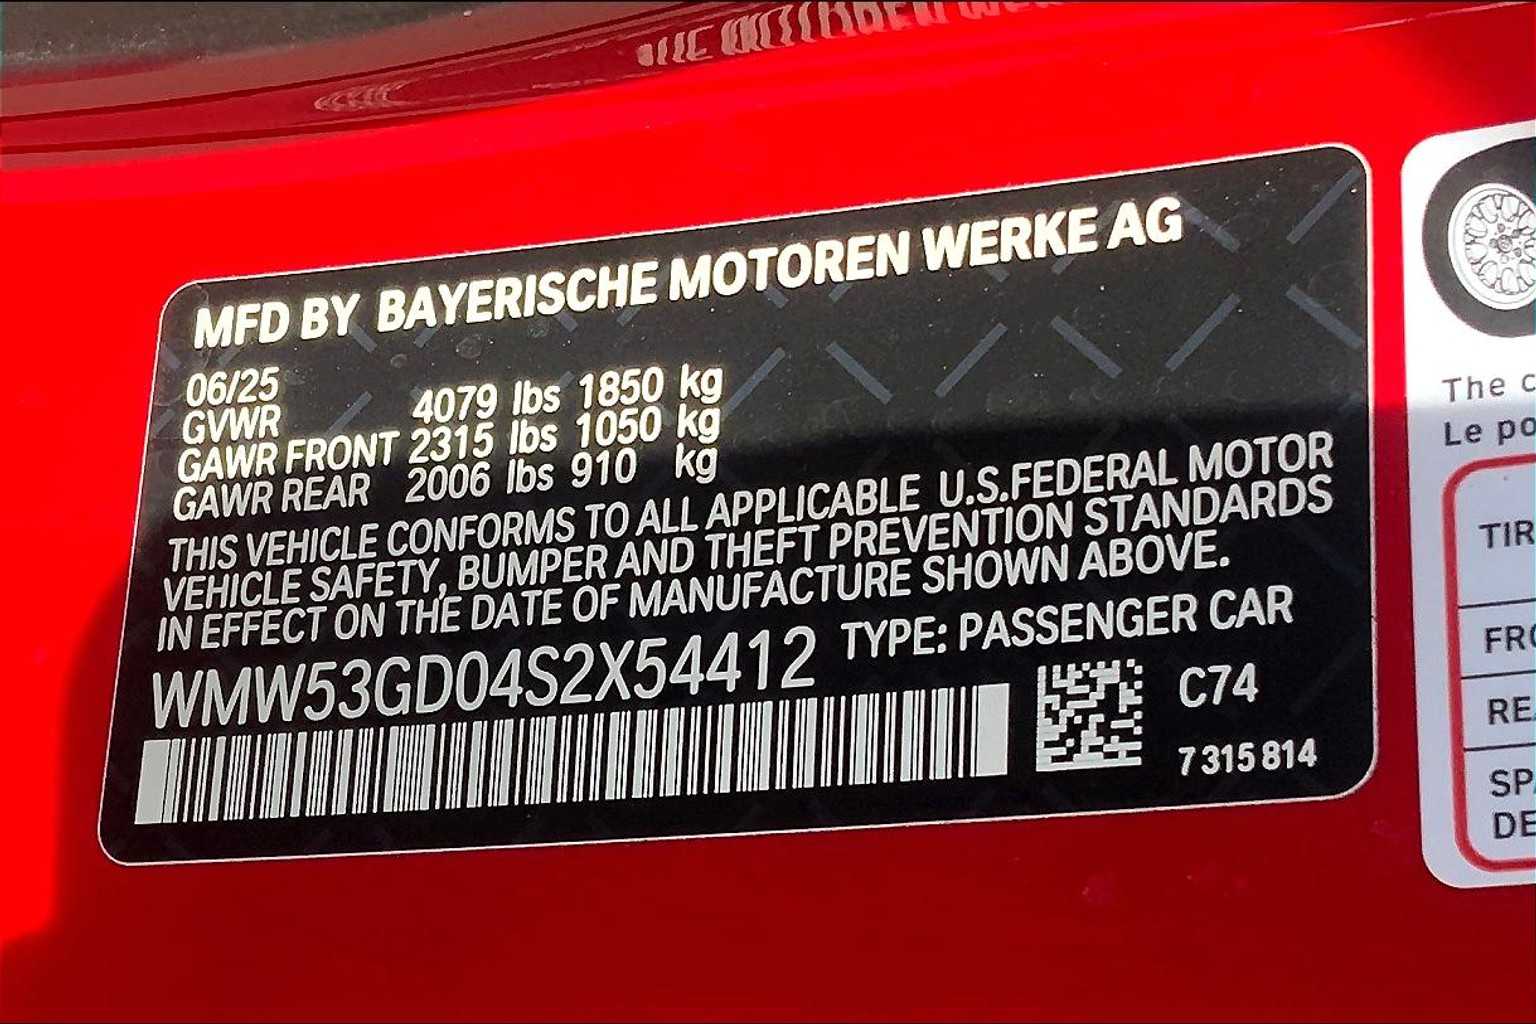 MFD BY BAYERISCHE MOTOREN WERKE AG
06/25
GVWR 4079 lbs 1850 kg
GAWR FRONT 2315 lbs 1050 kg
GAWR REAR 2006 lbs 910 kg
THIS VEHICLE CONFORMS TO ALL APPLICABLE U.S.FEDERAL MOTOR
VEHICLE SAFETY, BUMPER AND THEFT PREVENTION STANDARDS
IN EFFECT ON THE DATE OF MANUFACTURE SHOWN ABOVE.
WMW53GD04S2X54412 TYPE: PASSENGER CAR
C74
7 315 814
The
Le